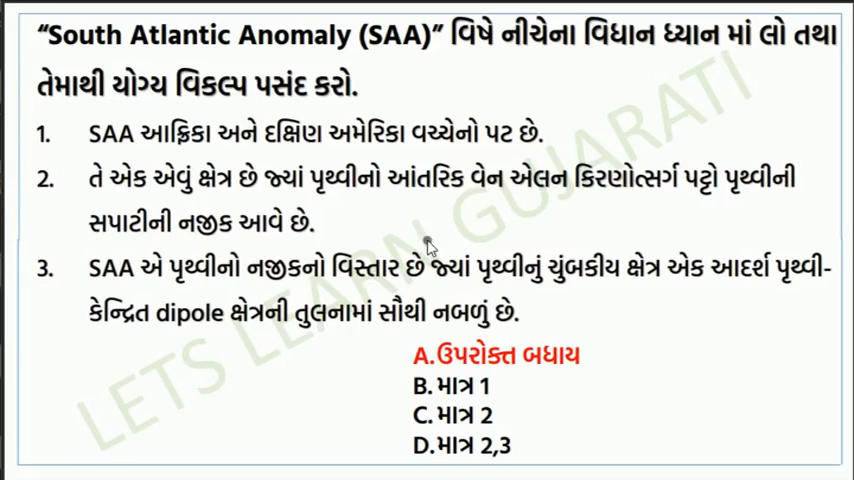 “South Atlantic Anomaly (SAA)” વિષે નીચેના વિધાન ધ્યાન માં લો તથા
તેમાથી યોગ્ય વિકલ્પ પસંદ કરો.
1. SAA આફ્રિકા અને દક્ષિણ અમેરિકા વચ્ચેનો પટ છે.
2. તે એક એવું ક્ષેત્ર છે જ્યાં પૃથ્વીનો આંતરિક વેન એલન કિરણોત્સર્ગ પટ્ટો પૃથ્વીની
સપાટીની નજીક આવે છે.
3. SAA એ પૃથ્વીનો નજીકનો વિસ્તાર છે જ્યાં પૃથ્વીનું ચુંબકીય ક્ષેત્ર એક આદર્શ પૃથ્વી-
કેન્દ્રિત dipole ક્ષેત્રની તુલનામાં સૌથી નબળું છે.
A. ઉપરોક્ત બધાય
B. માત્ર 1
C. માત્ર 2
D. માત્ર 2,3
LETS LEARN GUJARATI